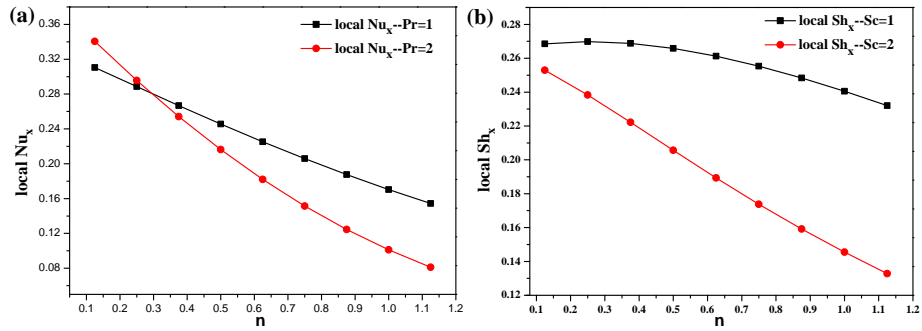 (a)
local Nux--Pr=1
local Nux--Pr=2
local Nux
0.36
0.32
0.28
0.24
0.20
0.16
0.12
0.08
0.1 0.2 0.3 0.4 0.5 0.6 0.7 0.8 0.9 1.0 1.1 1.2
n
(b)
local Shx--Sc=1
local Shx--Sc=2
local Shx
0.28
0.26
0.24
0.22
0.20
0.18
0.16
0.14
0.12
0.1 0.2 0.3 0.4 0.5 0.6 0.7 0.8 0.9 1.0 1.1 1.2
n